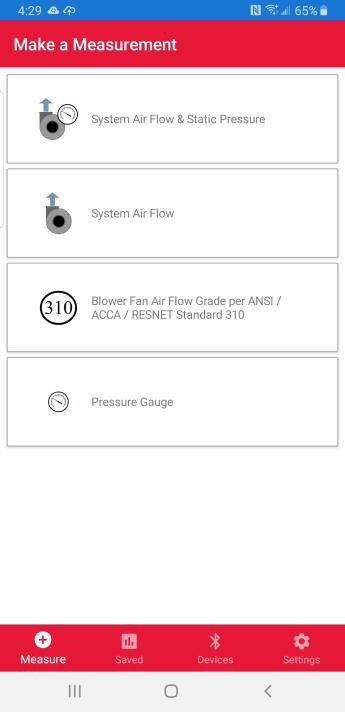 4:29
65%
Make a Measurement
System Air Flow & Static Pressure
System Air Flow
310
Blower Fan Air Flow Grade per ANSI /
ACCA / RESNET Standard 310
Pressure Gauge
Measure
Saved
Devices
Settings